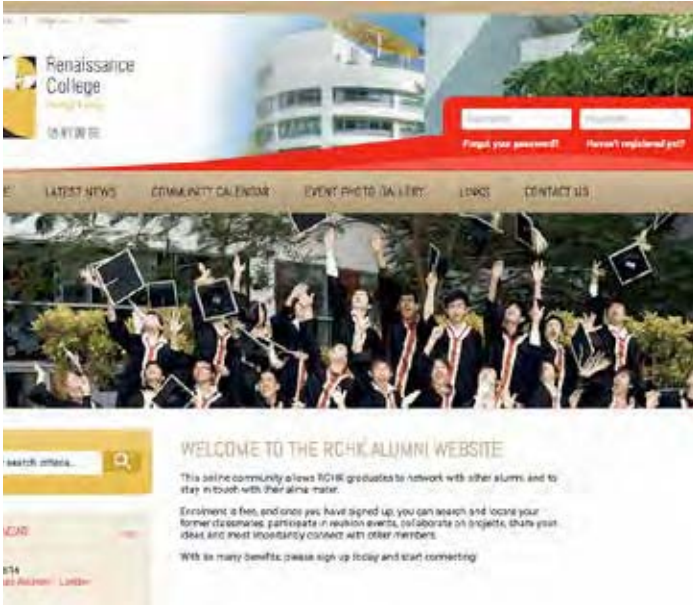 Renaissance
College
Forgot your password?
Haven't registered yet?
LATEST NEWS
COMMUNITY CALENDAR
EVENT PHOTO GALLERY
LINKS
CONTACT US
WELCOME TO THE RCHK ALUMNI WEBSITE
This online community allows RCHK graduates to network with other alumni and to
stay in touch with their alma mater.
Enrolment is free, and once you have signed up, you can search and locate your
former classmates, participate in reunion events, collaborate on projects, share your
ideas and most importantly connect with other members.
With so many benefits, please sign up today and start connecting!
search criteria...